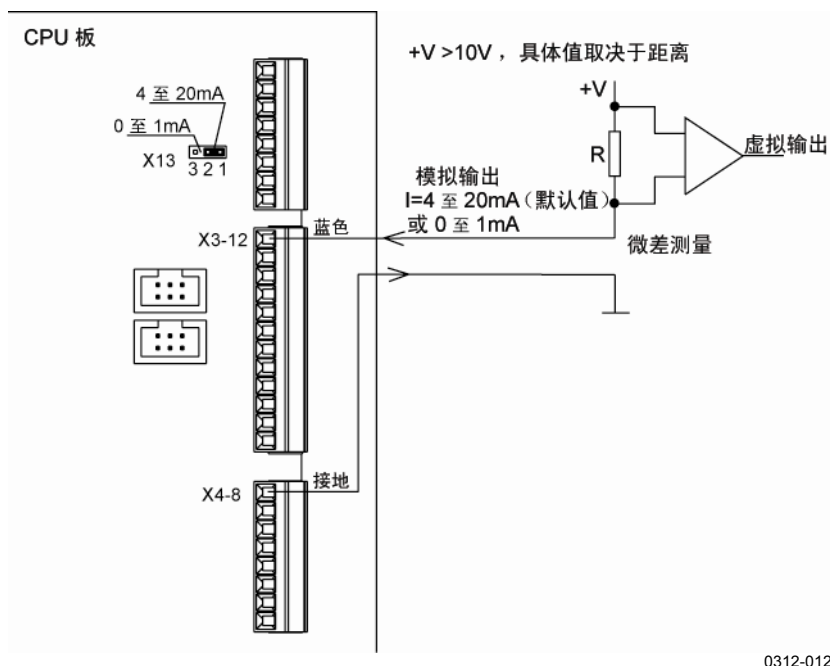 CPU 板
+V >10V ，具体值取决于距离
4 至 20mA
+V
0 至 1mA
虚拟输出
X13
3 2 1
R
模拟输出
I=4 至 20mA（默认值）
或 0 至 1mA
X3-12
蓝色
微差测量
X4-8
接地
0312-012